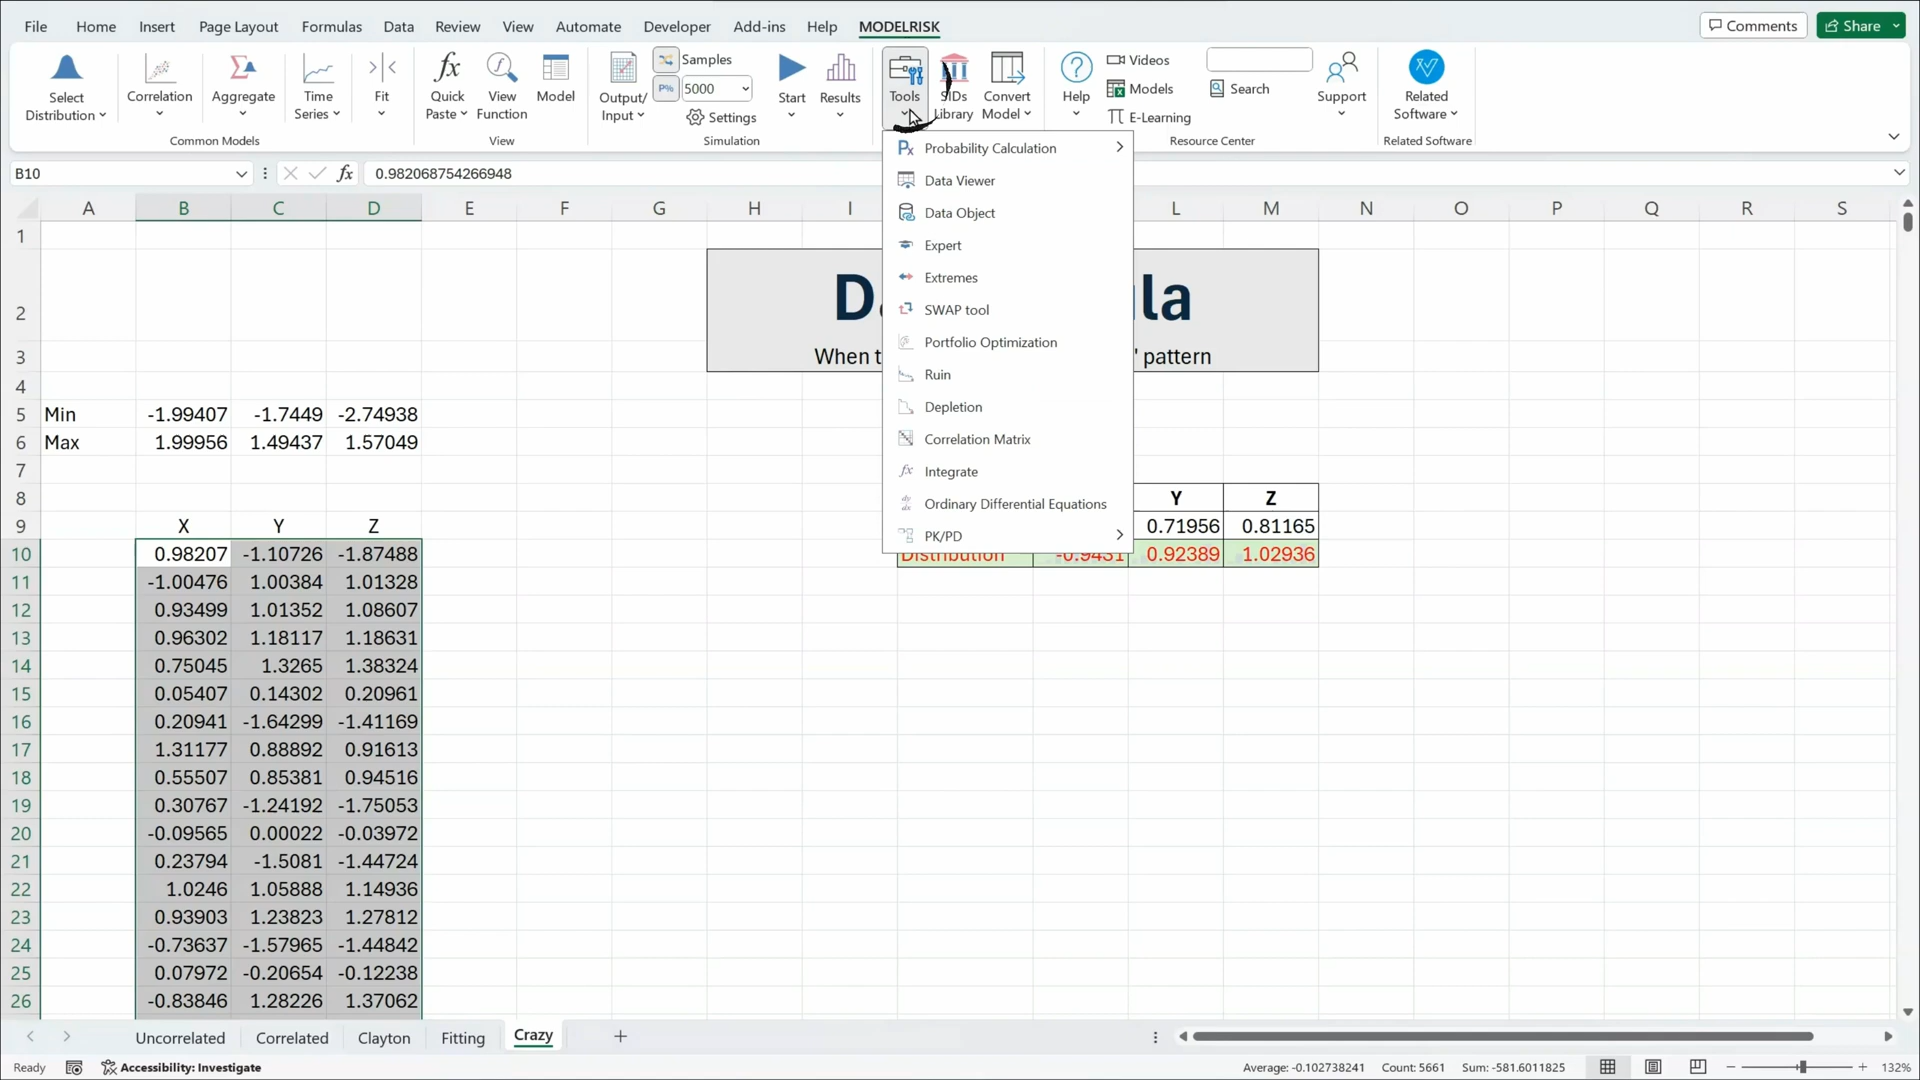 File Home Insert Page Layout Formulas Data Review View Automate Developer Add-ins Help MODELRISK Comments Share
Select Distribution
Correlation
Aggregate
Time Series
Fit
Common Models
Quick Paste
View Function
Model
View
Output/ Input
Samples
P% 5000
Settings
Start
Results
Simulation
Tools
SIDs Library
Convert Model
Help
Videos
Models
E-Learning
Search
Support
Resource Center
Related Software
Related Software
B10 fx 0.982068754266948
A B C D E F G H I L M N O P Q R S
Probability Calculation
Data Viewer
Data Object
Expert
Extremes
SWAP tool
Portfolio Optimization
Ruin
Depletion
Correlation Matrix
Integrate
Ordinary Differential Equations
PK/PD
1
2 la
3 When ' pattern
4
5 Min -1.99407 -1.7449 -2.74938
6 Max 1.99956 1.49437 1.57049
7
8 Y Z
9 X Y Z 0.71956 0.81165
10 0.98207 -1.10726 -1.87488 Distribution -0.9431 0.92389 1.02936
11 -1.00476 1.00384 1.01328
12 0.93499 1.01352 1.08607
13 0.96302 1.18117 1.18631
14 0.75045 1.3265 1.38324
15 0.05407 0.14302 0.20961
16 0.20941 -1.64299 -1.41169
17 1.31177 0.88892 0.91613
18 0.55507 0.85381 0.94516
19 0.30767 -1.24192 -1.75053
20 -0.09565 0.00022 -0.03972
21 0.23794 -1.5081 -1.44724
22 1.0246 1.05888 1.14936
23 0.93903 1.23823 1.27812
24 -0.73637 -1.57965 -1.44842
25 0.07972 -0.20654 -0.12238
26 -0.83846 1.28226 1.37062
Uncorrelated Correlated Clayton Fitting Crazy
Ready Accessibility: Investigate Average: -0.102738241 Count: 5661 Sum: -581.6011825 132%